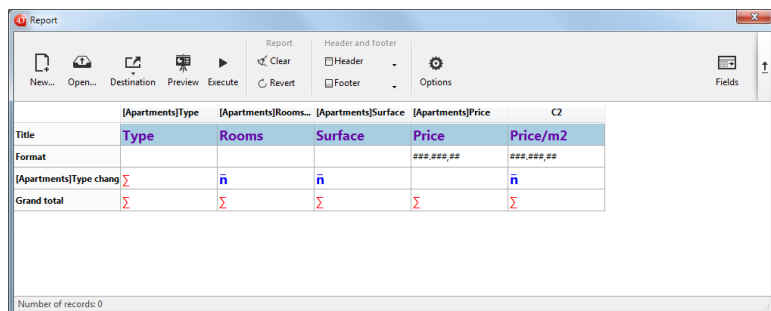 Report
Report
Header and footer
Clear
Header
New...
Open...
Destination
Preview
Execute
Revert
Footer
Options
Fields
[Apartments]Type
[Apartments]Rooms...
[Apartments]Surface
[Apartments]Price
C2
Title
Type
Rooms
Surface
Price
Price/m2
Format
###.###,##
###.###,##
[Apartments]Type chang
∑
n̄
n̄
n̄
Grand total
∑
∑
∑
∑
∑
Number of records: 0